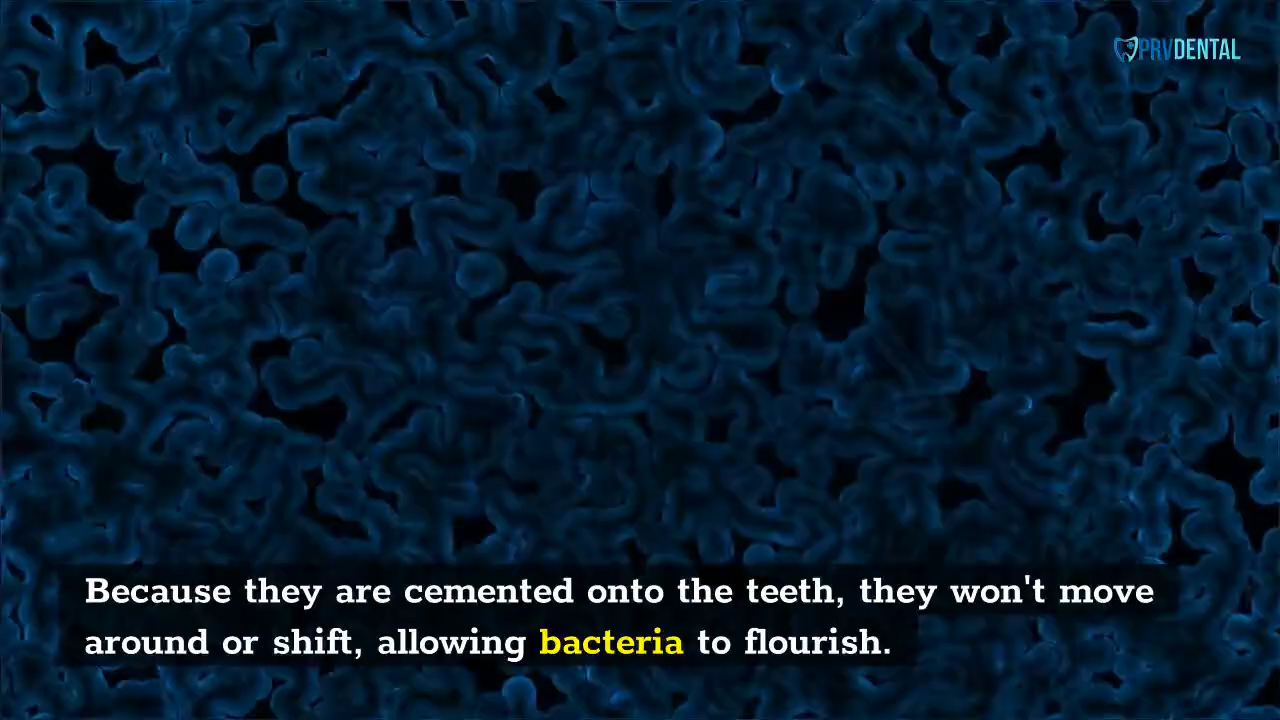 PRVDENTAL
Because they are cemented onto the teeth, they won't move
around or shift, allowing bacteria to flourish.